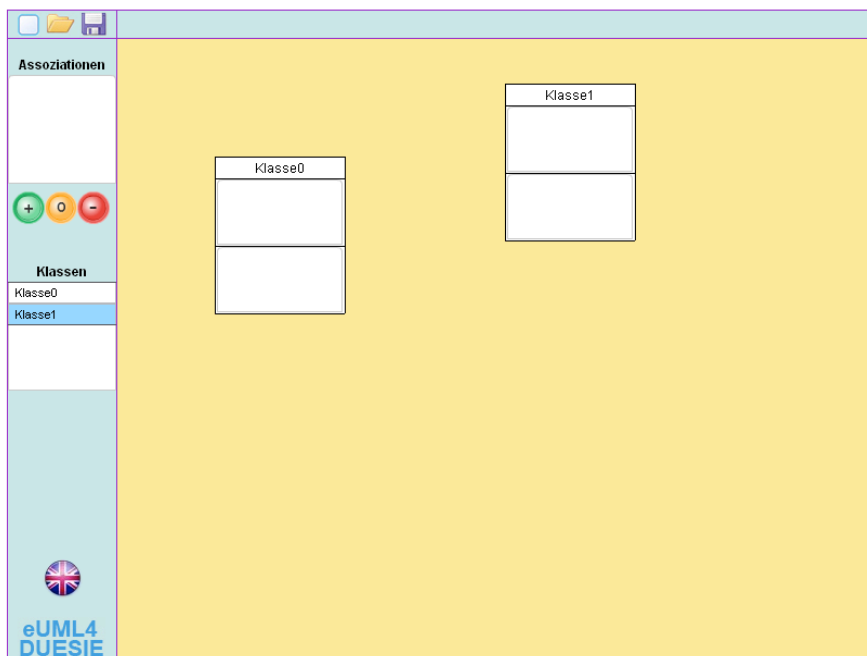 Assoziationen
+ O -
Klassen
Klasse0
Klasse1
eUML4
DUESIE
Klasse0
Klasse1